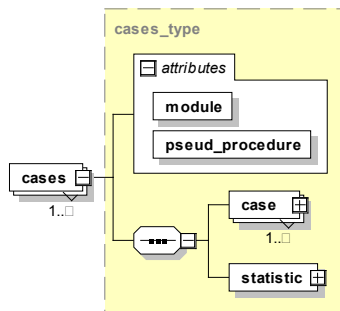 cases_type
attributes
module
pseud_procedure
cases
1..□
case
1..□
statistic